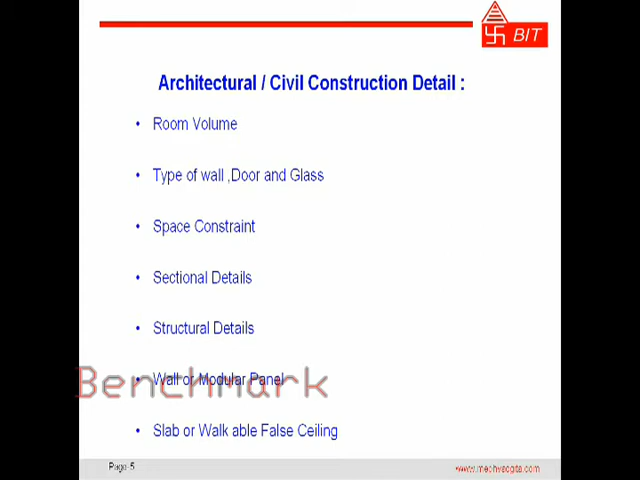 BIT
Architectural / Civil Construction Detail :
• Room Volume
• Type of wall ,Door and Glass
• Space Constraint
• Sectional Details
• Structural Details
• Wall or Modular Panel
Benchmark
• Slab or Walk able False Ceiling
Page-5